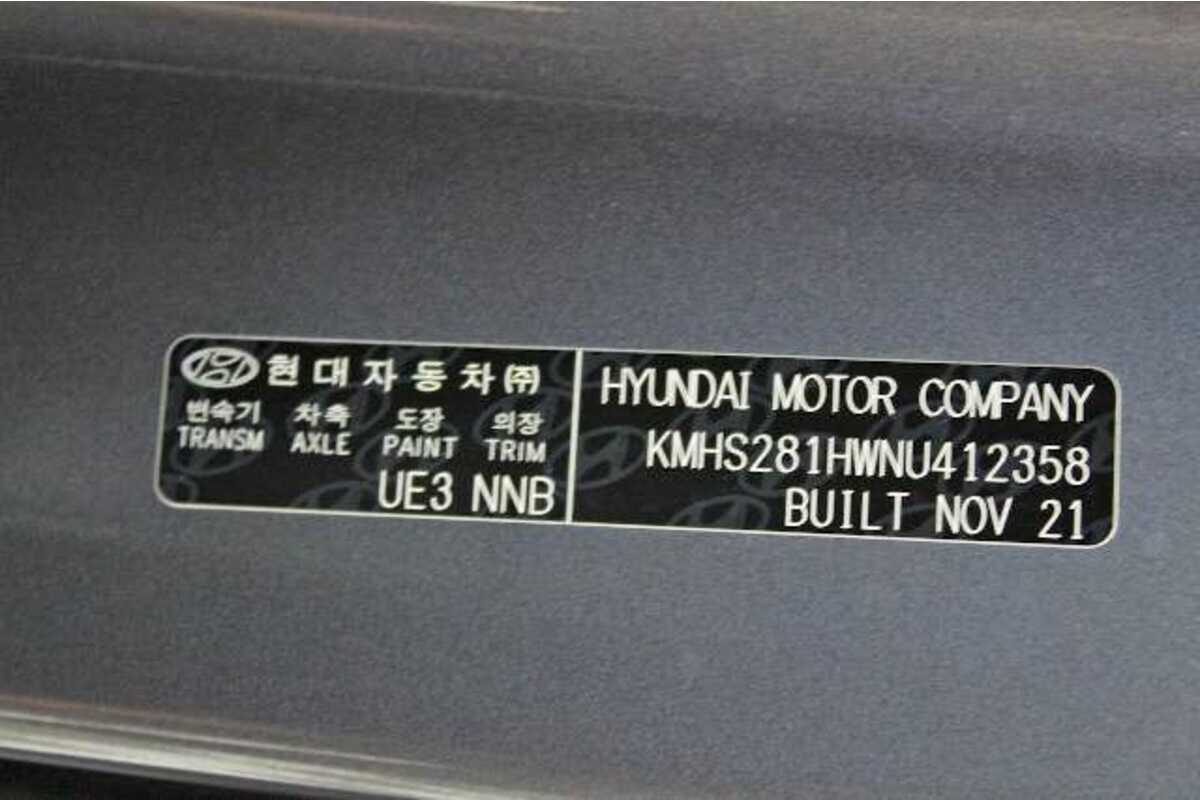 현대자동차㈜
변속기 차축 도장 의장
TRANSM AXLE PAINT TRIM
UE3 NNB
HYUNDAI MOTOR COMPANY
KMHS281HWNU412358
BUILT NOV 21